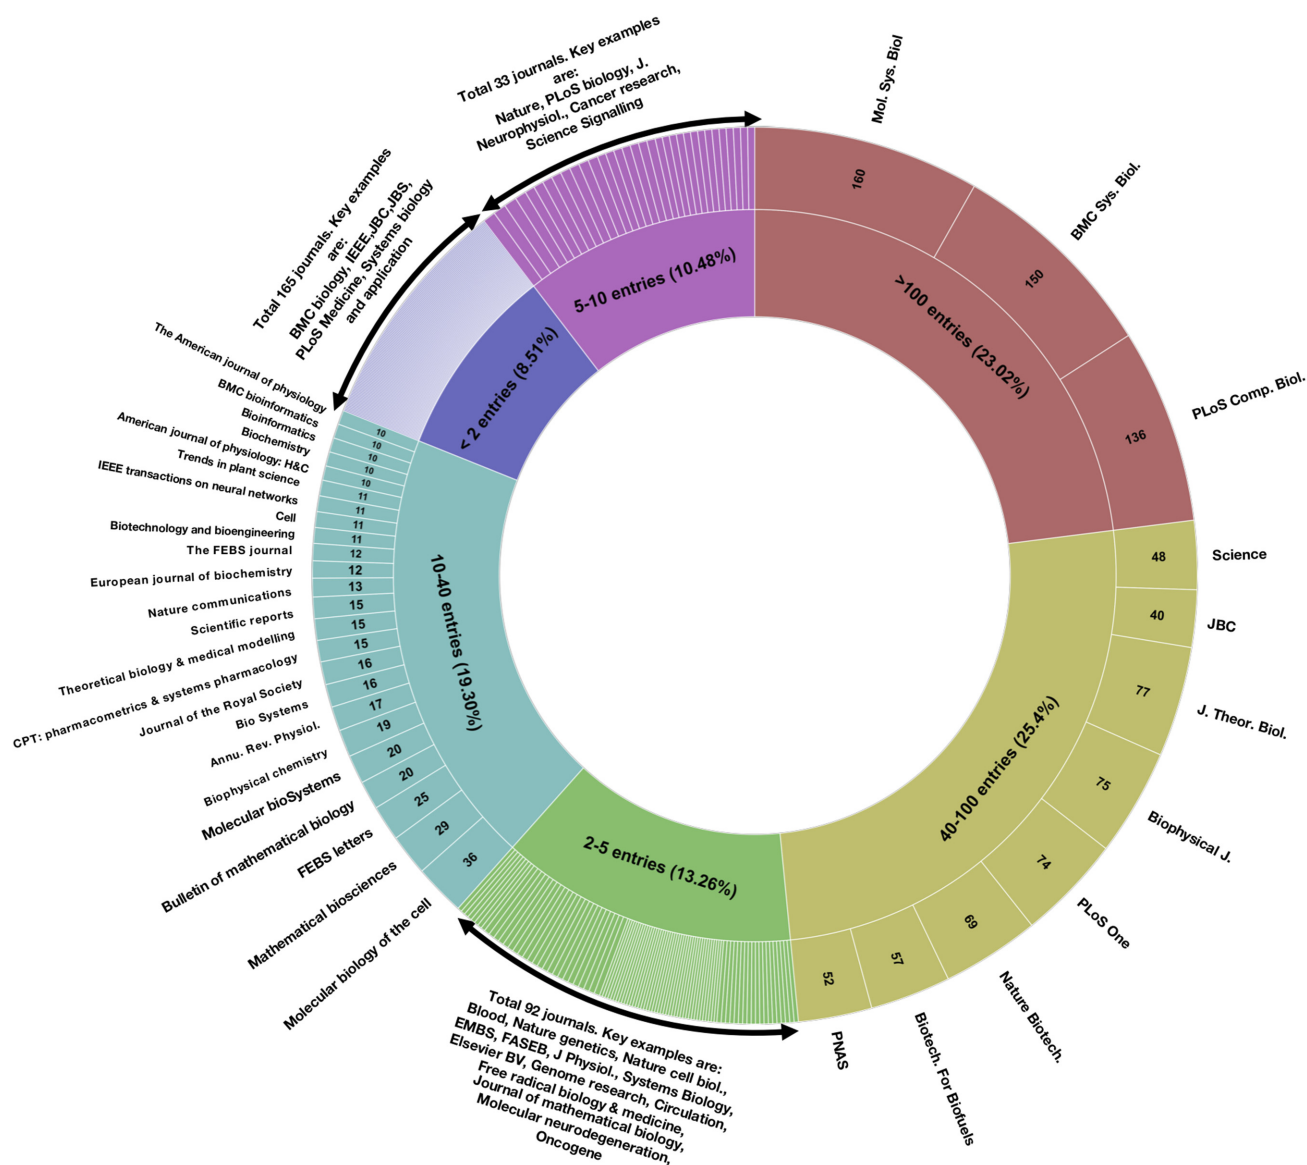 Total 33 journals. Key examples
are:
Nature, PLoS biology, J.
Neurophysiol., Cancer research,
Science Signalling
Mol. Sys. Biol
BMC Sys. Biol.
PLoS Comp. Biol.
160
150
136
>100 entries (23.02%)
5-10 entries (10.48%)
Total 165 journals. Key examples
are:
BMC biology, IEEE,JBC,JBS,
PLoS Medicine, Systems biology
and application
< 2 entries (8.51%)
Science
JBC
J. Theor. Biol.
Biophysical J.
PLoS One
Nature Biotech.
Biotech. For Biofuels
PNAS
48
40
77
75
74
69
57
52
40-100 entries (25.4%)
2-5 entries (13.26%)
Total 92 journals. Key examples are:
Blood, Nature genetics, Nature cell biol.,
EMBS, FASEB, J Physiol., Systems Biology,
Elsevier BV, Genome research, Circulation,
Free radical biology & medicine,
Journal of mathematical biology,
Molecular neurodegeneration,
Oncogene
10-40 entries (19.30%)
The American journal of physiology
BMC bioinformatics
Bioinformatics
Biochemistry
American journal of physiology: H&C
Trends in plant science
IEEE transactions on neural networks
Cell
Biotechnology and bioengineering
The FEBS journal
European journal of biochemistry
Nature communications
Scientific reports
Theoretical biology & medical modelling
CPT: pharmacometrics & systems pharmacology
Journal of the Royal Society
Bio Systems
Annu. Rev. Physiol.
Biophysical chemistry
Molecular bioSystems
Bulletin of mathematical biology
FEBS letters
Mathematical biosciences
Molecular biology of the cell
10
10
10
10
10
11
11
11
11
12
12
13
15
15
15
16
16
17
19
20
20
25
29
36